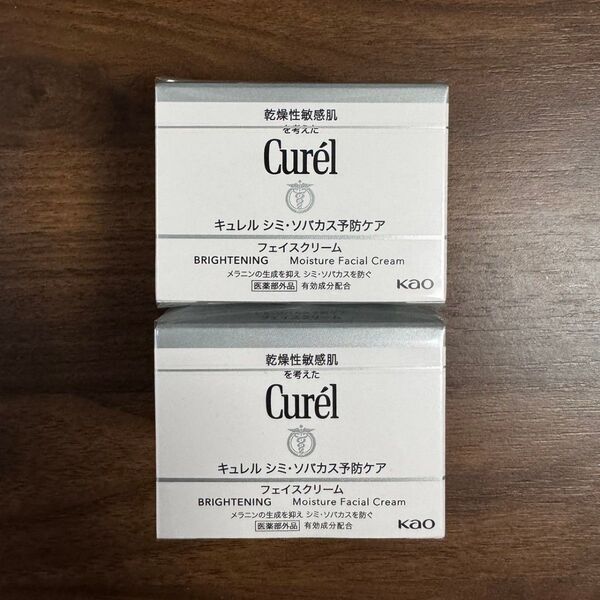 乾燥性敏感肌
を考えた
Curél
キュレル シミ・ソバカス予防ケア
フェイスクリーム
BRIGHTENING Moisture Facial Cream
メラニンの生成を抑え シミ・ソバカスを防ぐ
医薬部外品 有効成分配合
Kao
乾燥性敏感肌
を考えた
Curél
キュレル シミ・ソバカス予防ケア
フェイスクリーム
BRIGHTENING Moisture Facial Cream
メラニンの生成を抑え シミ・ソバカスを防ぐ
医薬部外品 有効成分配合
Kao